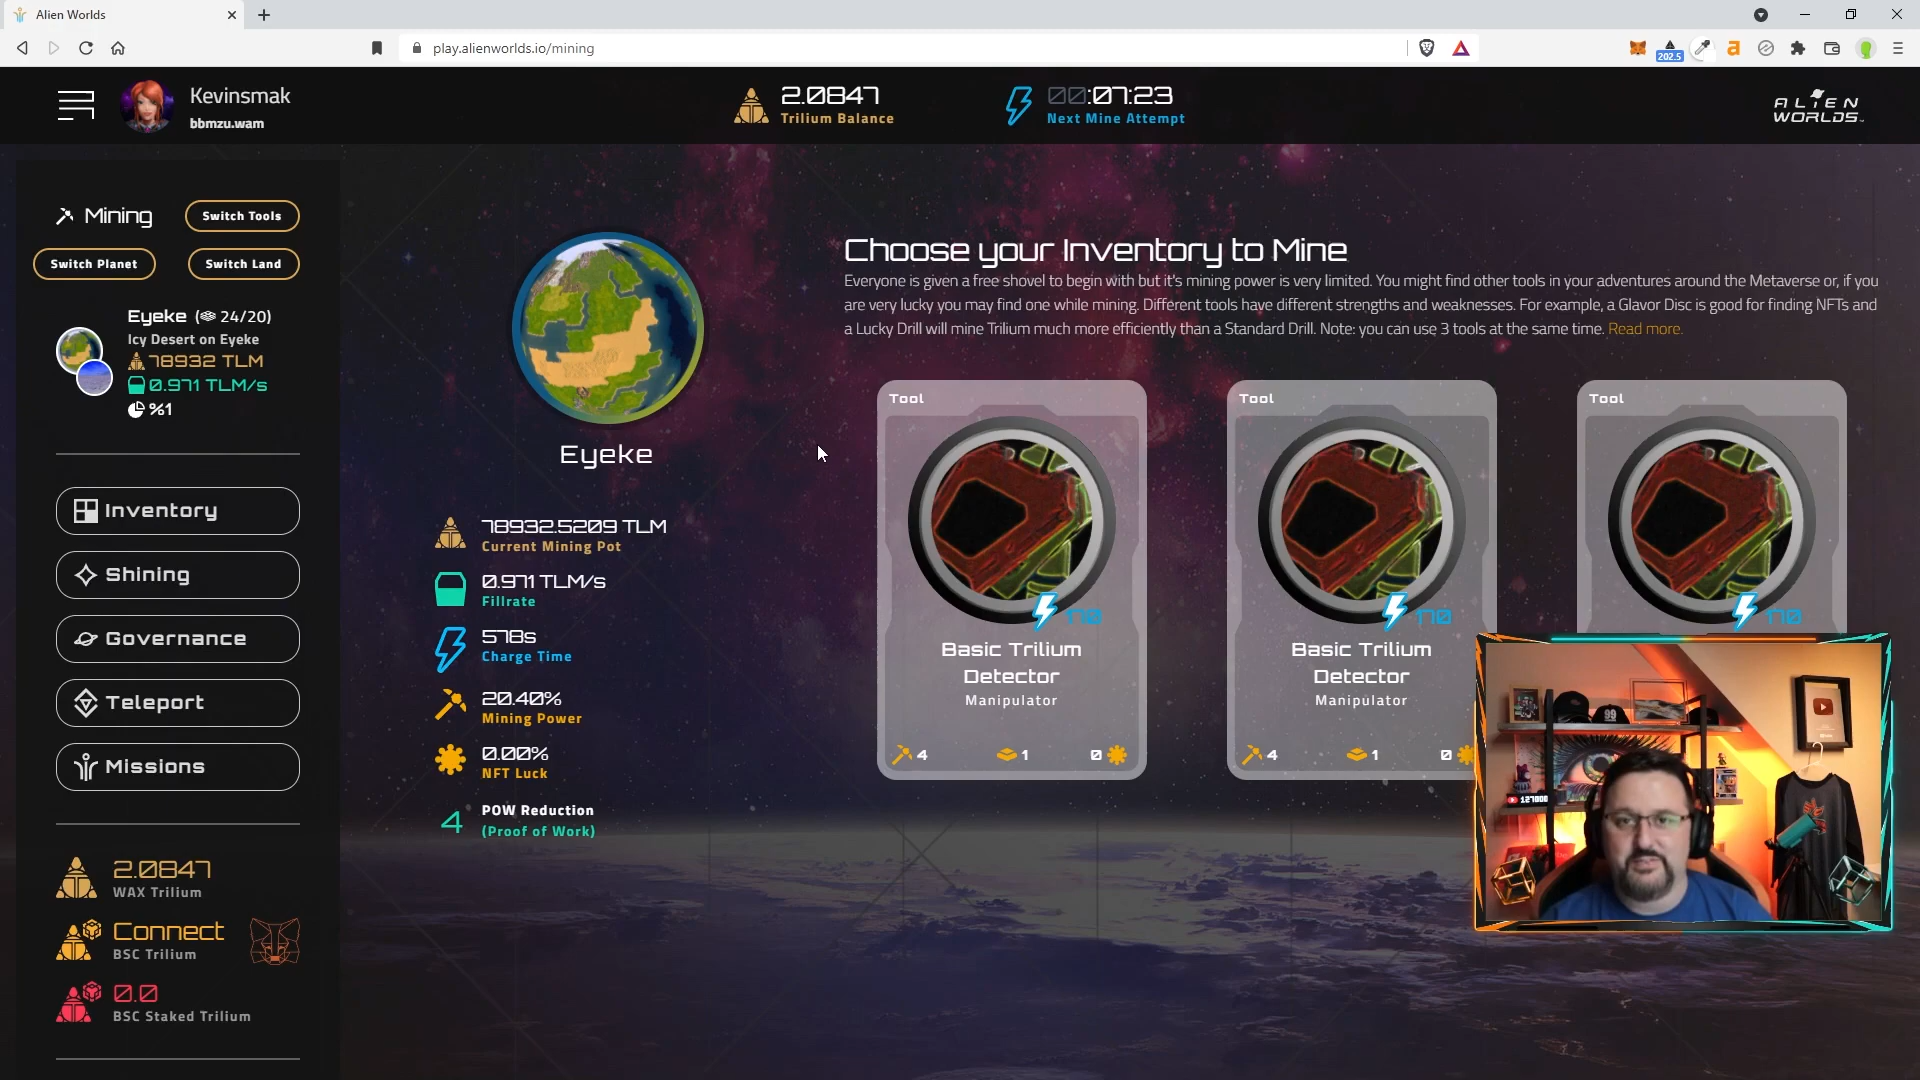 Alien Worlds
play.alienworlds.io/mining
202.5
Kevinsmak
bbmzu.wam
2.0847
Trilium Balance
00:07:23
Next Mine Attempt
ALIEN
WORLDS
Mining
Switch Tools
Switch Planet
Switch Land
Eyeke (24/20)
Icy Desert on Eyeke
78932 TLM
0.971 TLM/s
%1
Inventory
Shining
Governance
Teleport
Missions
2.0847
WAX Trilium
Connect
BSC Trilium
0.0
BSC Staked Trilium
Eyeke
78932.5209 TLM
Current Mining Pot
0.971 TLM/s
Fillrate
578s
Charge Time
20.40%
Mining Power
0.00%
NFT Luck
4
POW Reduction
(Proof of Work)
Choose your Inventory to Mine
Everyone is given a free shovel to begin with but it's mining power is very limited. You might find other tools in your adventures around the Metaverse or, if you
are very lucky you may find one while mining. Different tools have different strengths and weaknesses. For example, a Glavor Disc is good for finding NFTs and
a Lucky Drill will mine Trilium much more efficiently than a Standard Drill. Note: you can use 3 tools at the same time. Read more.
Tool
170
Basic Trilium
Detector
Manipulator
4 1 0
Tool
170
Basic Trilium
Detector
Manipulator
4 1 0
Tool
170
99